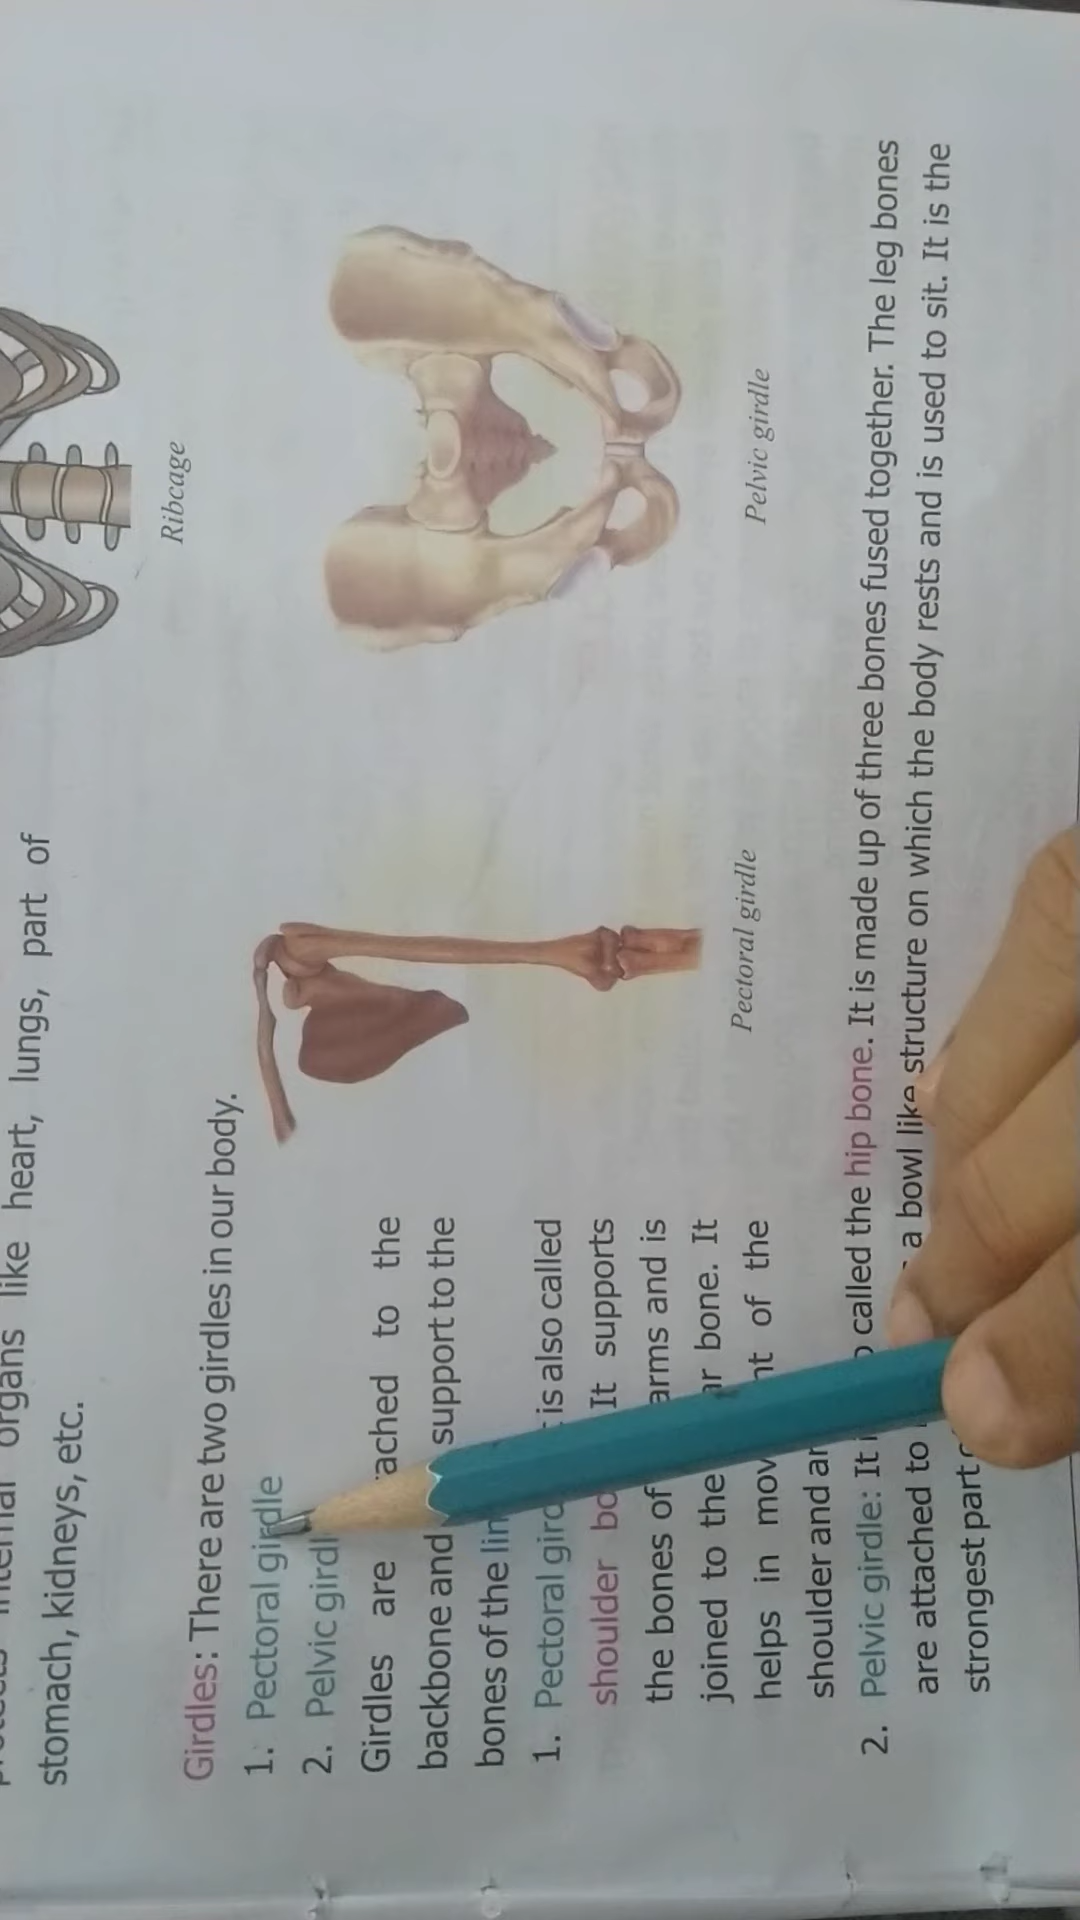 internal organs like heart, lungs, part of
stomach, kidneys, etc.
Ribcage
Girdles: There are two girdles in our body.
1. Pectoral girdle
2. Pelvic girdl
Girdles are ached to the
backbone and support to the
bones of the
1. Pectoral is also called
shoulder It supports
the bones of arms and is
joined to the bone. It
helps in of the
shoulder and
Pectoral girdle
Pelvic girdle
2. Pelvic girdle: It called the hip bone. It is made up of three bones fused together. The leg bones
are attached to a bowl like structure on which the body rests and is used to sit. It is the
strongest part